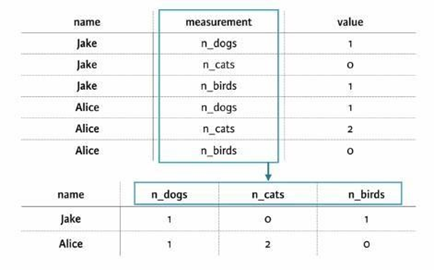 name measurement value
Jake n_dogs 1
Jake n_cats 0
Jake n_birds 1
Alice n_dogs 1
Alice n_cats 2
Alice n_birds 0
name n_dogs n_cats n_birds
Jake 1 0 1
Alice 1 2 0